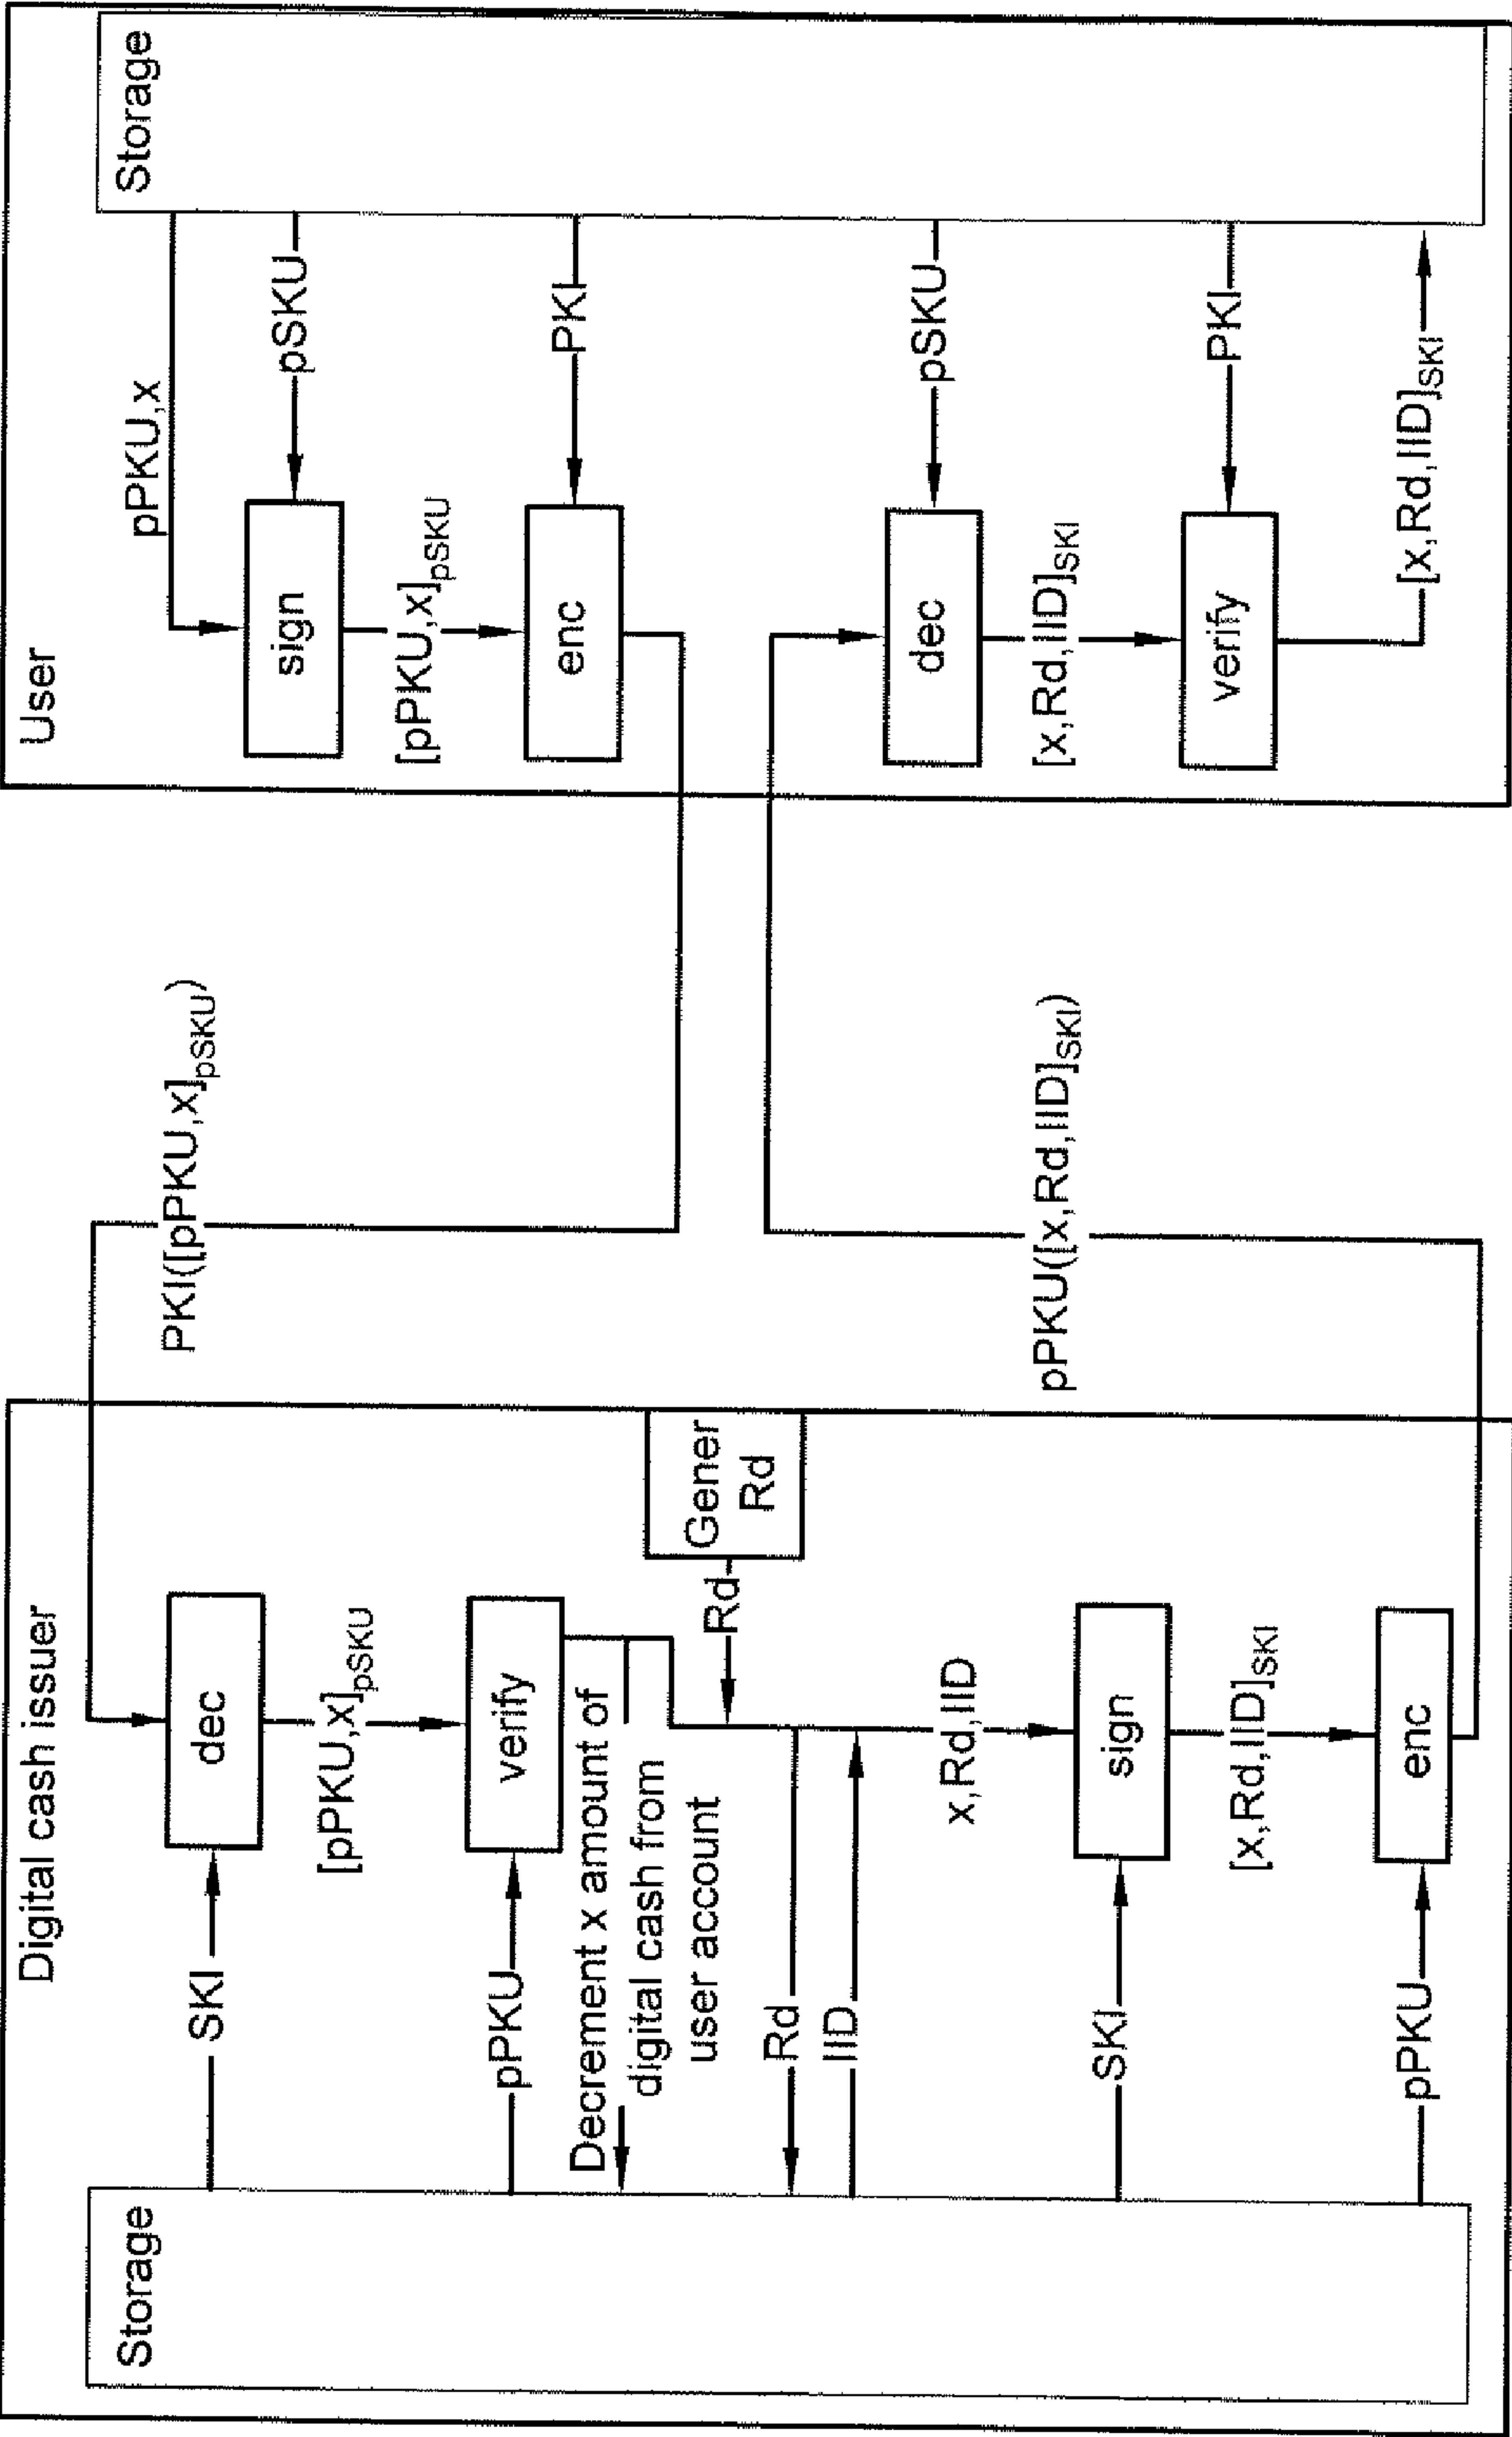 Digital cash issuer
Storage
SKI
dec
[pPKU,x]pSKU
pPKU
verify
Decrement x amount of
digital cash from
user account
Gener
Rd
Rd
Rd
IID
x,Rd,IID
SKI
sign
[x,Rd,IID]SKI
pPKU
enc
PKI([pPKU,x]pSKU)
pPKU([x,Rd,IID]SKI)
User
Storage
pPKU,x
pSKU
sign
[pPKU,x]pSKU
PKI
enc
pSKU
dec
[x,Rd,IID]SKI
PKI
verify
[x,Rd,IID]SKI